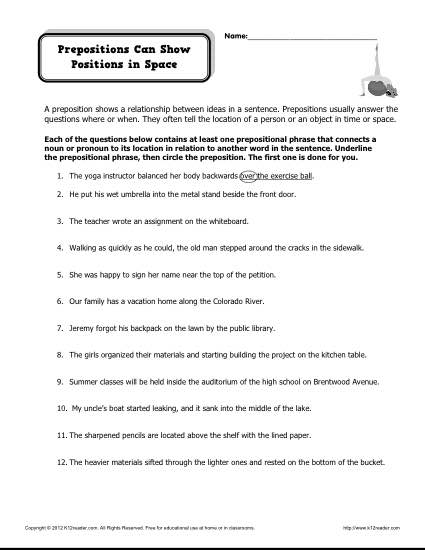 Prepositions Can Show
Positions in Space
Name:
A preposition shows a relationship between ideas in a sentence. Prepositions usually answer the
questions where or when. They often tell the location of a person or an object in time or space.
Each of the questions below contains at least one prepositional phrase that connects a
noun or pronoun to its location in relation to another word in the sentence. Underline
the prepositional phrase, then circle the preposition. The first one is done for you.
1. The yoga instructor balanced her body backwards over the exercise ball.
2. He put his wet umbrella into the metal stand beside the front door.
3. The teacher wrote an assignment on the whiteboard.
4. Walking as quickly as he could, the old man stepped around the cracks in the sidewalk.
5. She was happy to sign her name near the top of the petition.
6. Our family has a vacation home along the Colorado River.
7. Jeremy forgot his backpack on the lawn by the public library.
8. The girls organized their materials and starting building the project on the kitchen table.
9. Summer classes will be held inside the auditorium of the high school on Brentwood Avenue.
10. My uncle's boat started leaking, and it sank into the middle of the lake.
11. The sharpened pencils are located above the shelf with the lined paper.
12. The heavier materials sifted through the lighter ones and rested on the bottom of the bucket.
Copyright © 2012 K12reader.com. All Rights Reserved. Free for educational use at home or in classrooms.
http://www.k12reader.com